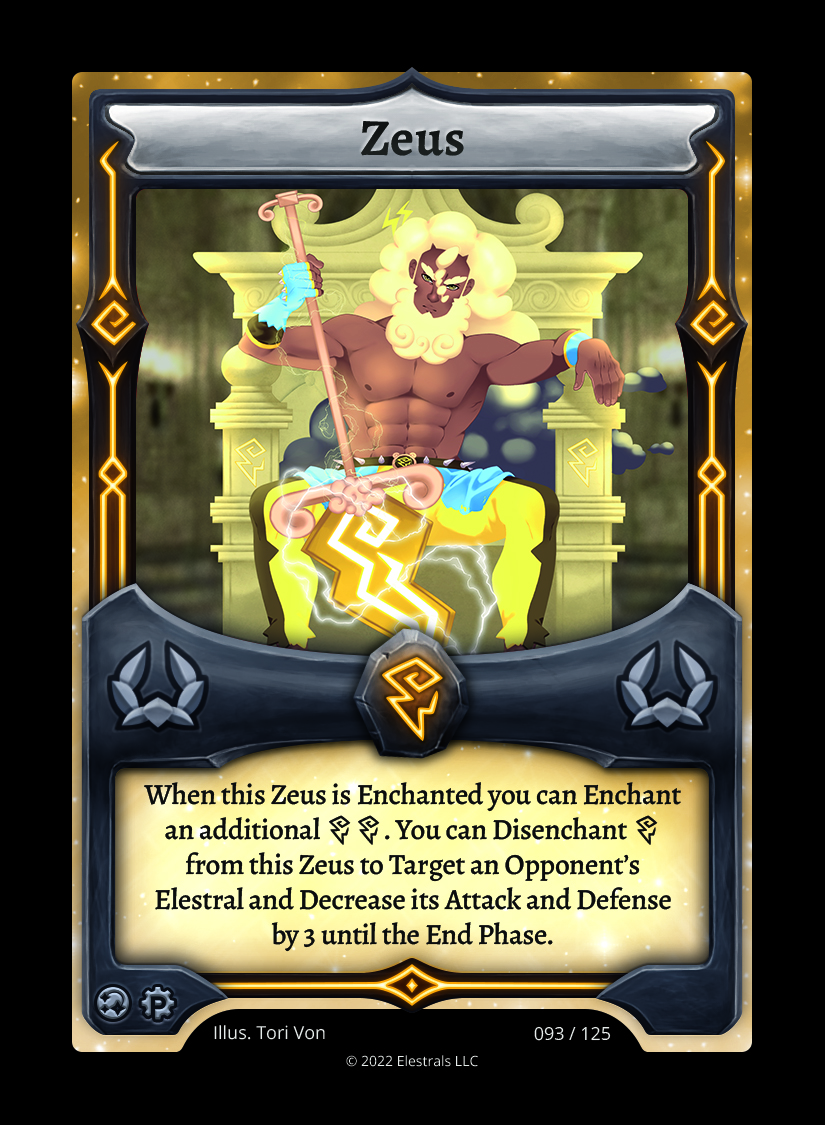 Zeus
When this Zeus is Enchanted you can Enchant
an additional . You can Disenchant
from this Zeus to Target an Opponent's
Elestral and Decrease its Attack and Defense
by 3 until the End Phase.
P
Illus. Tori Von
093 / 125
© 2022 Elestrals LLC